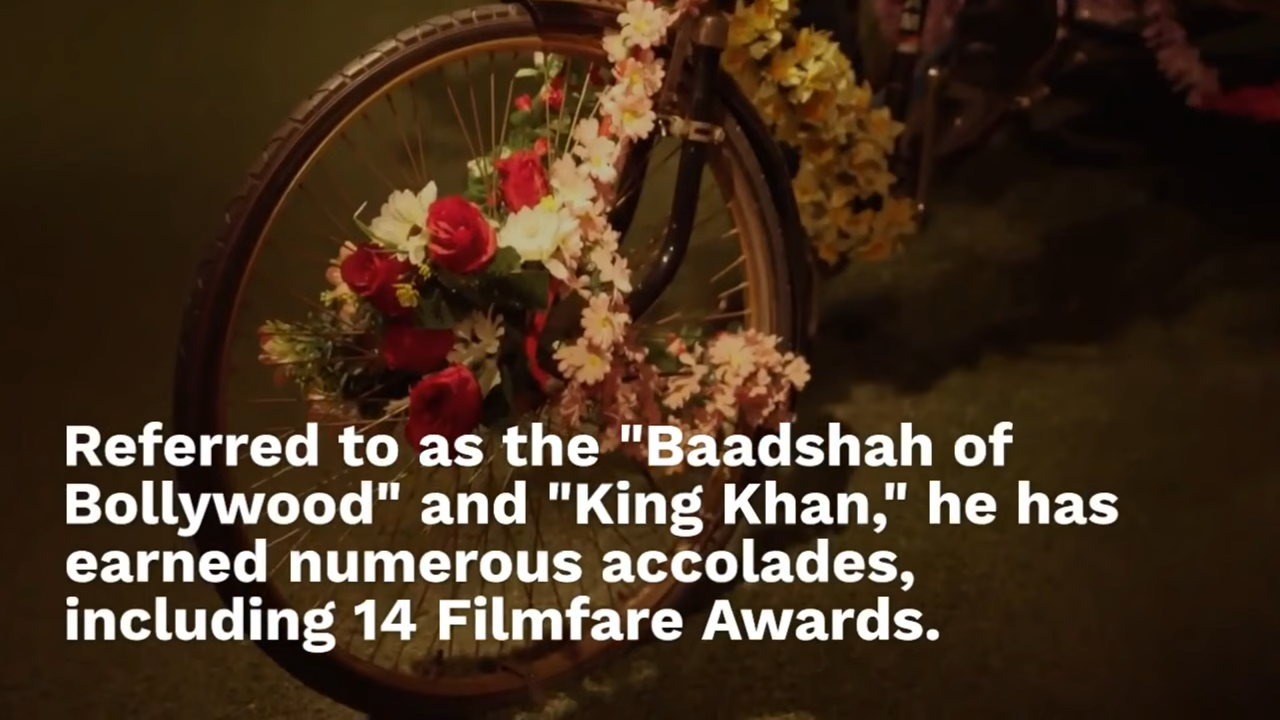 Referred to as the "Baadshah of
Bollywood" and "King Khan," he has
earned numerous accolades,
including 14 Filmfare Awards.